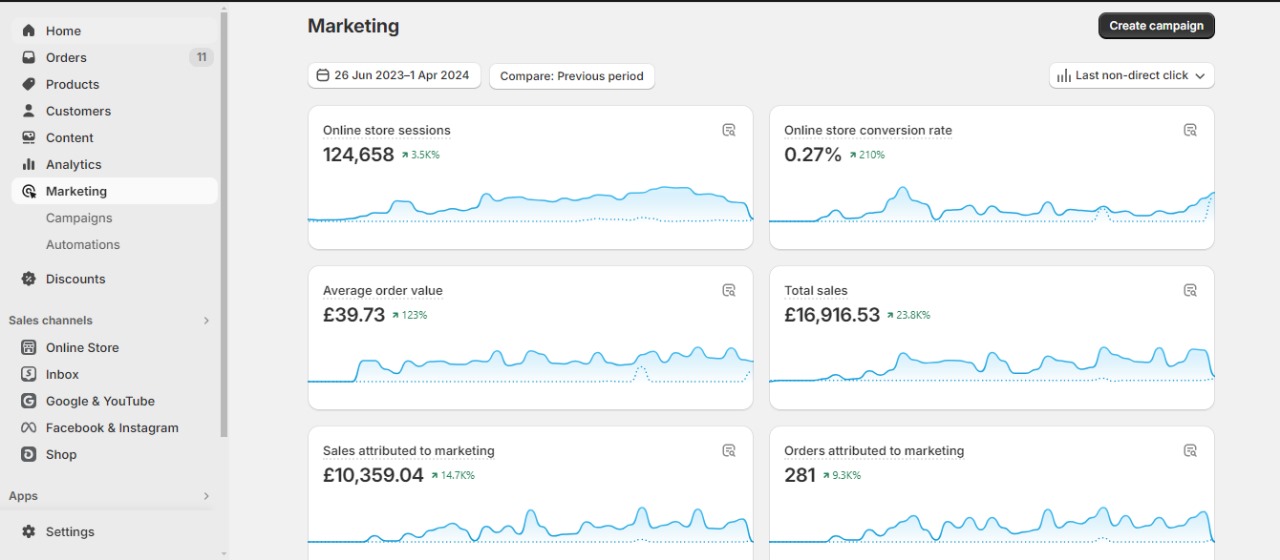 Home
Orders 11
Products
Customers
Content
Analytics
Marketing
Campaigns
Automations
Discounts
Sales channels
Online Store
Inbox
Google & YouTube
Facebook & Instagram
Shop
Apps
Settings
Marketing
Create campaign
26 Jun 2023–1 Apr 2024
Compare: Previous period
Last non-direct click
Online store sessions
124,658 3.5K%
Online store conversion rate
0.27% 210%
Average order value
£39.73 123%
Total sales
£16,916.53 23.8K%
Sales attributed to marketing
£10,359.04 14.7K%
Orders attributed to marketing
281 9.3K%